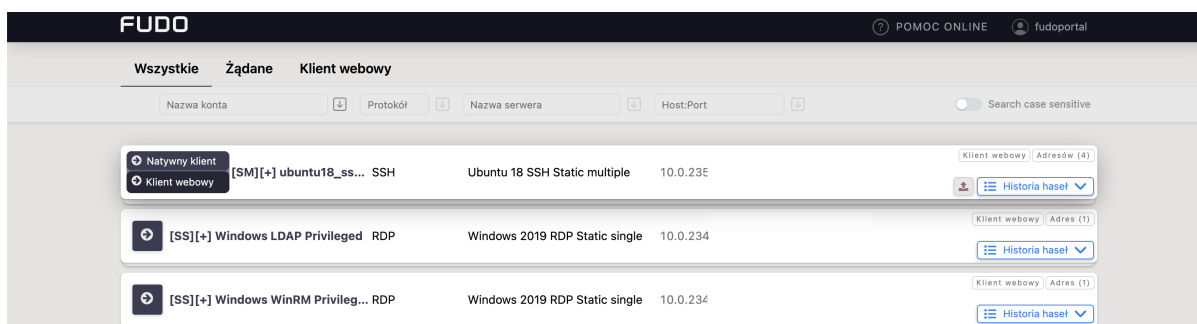 FUDO
POMOC ONLINE fudoportal
Wszystkie Żądane Klient webowy
Nazwa konta Protokół Nazwa serwera Host:Port Search case sensitive
Natywny klient
Klient webowy
[SM][+] ubuntu18_ss... SSH Ubuntu 18 SSH Static multiple 10.0.235
Klient webowy Adresów (4)
Historia haseł
[SS][+] Windows LDAP Privileged RDP Windows 2019 RDP Static single 10.0.234
Klient webowy Adres (1)
Historia haseł
[SS][+] Windows WinRM Privileg... RDP Windows 2019 RDP Static single 10.0.234
Klient webowy Adres (1)
Historia haseł